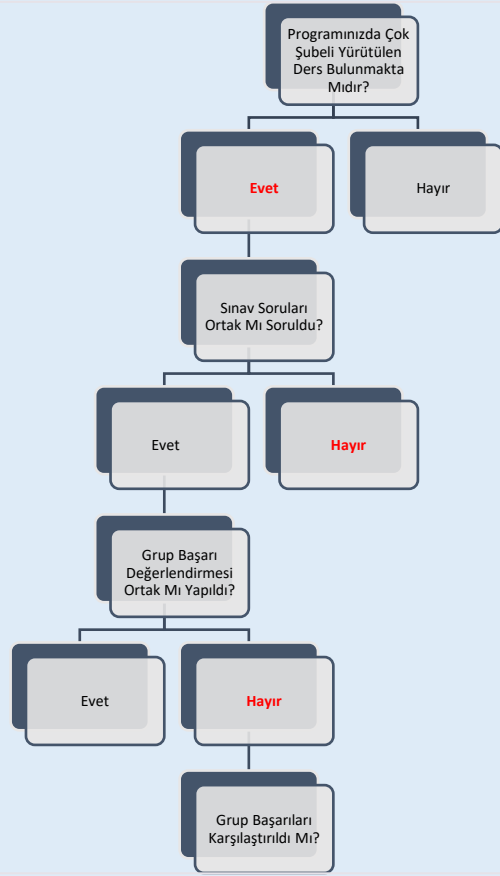 Programınızda Çok
Şubeli Yürütülen
Ders Bulunmakta
Mıdır?
Evet
Hayır
Sınav Soruları
Ortak Mı Soruldu?
Evet
Hayır
Grup Başarı
Değerlendirmesi
Ortak Mı Yapıldı?
Evet
Hayır
Grup Başarıları
Karşılaştırıldı Mı?